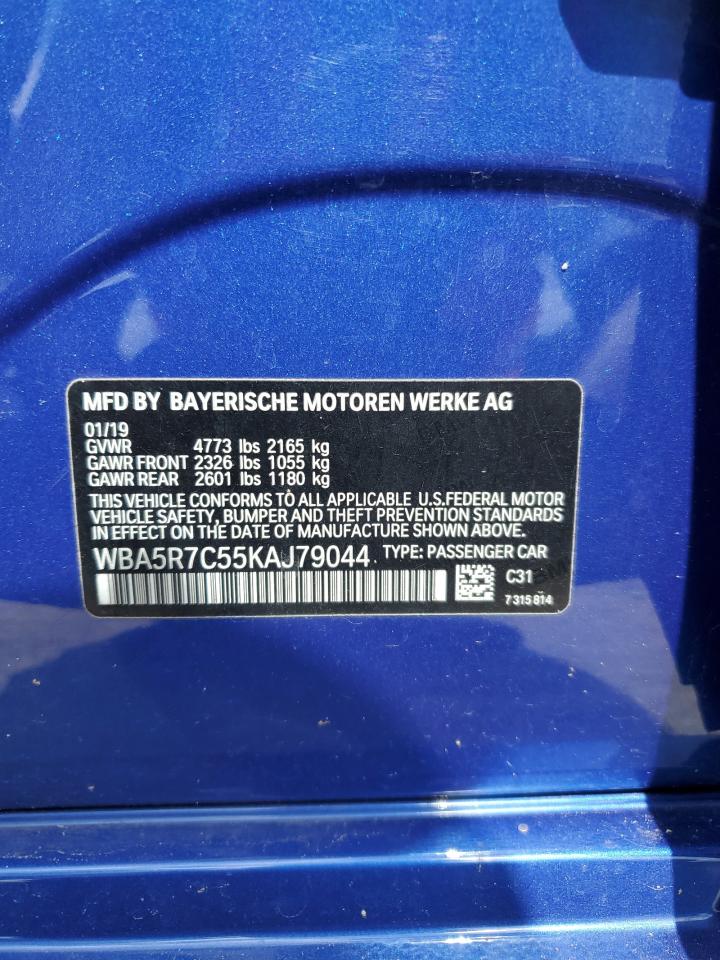 MFD BY BAYERISCHE MOTOREN WERKE AG
01/19
GVWR 4773 lbs 2165 kg
GAWR FRONT 2326 lbs 1055 kg
GAWR REAR 2601 lbs 1180 kg
THIS VEHICLE CONFORMS TO ALL APPLICABLE U.S.FEDERAL MOTOR
VEHICLE SAFETY, BUMPER AND THEFT PREVENTION STANDARDS
IN EFFECT ON THE DATE OF MANUFACTURE SHOWN ABOVE.
WBA5R7C55KAJ79044 TYPE: PASSENGER CAR
C31
7 315 814